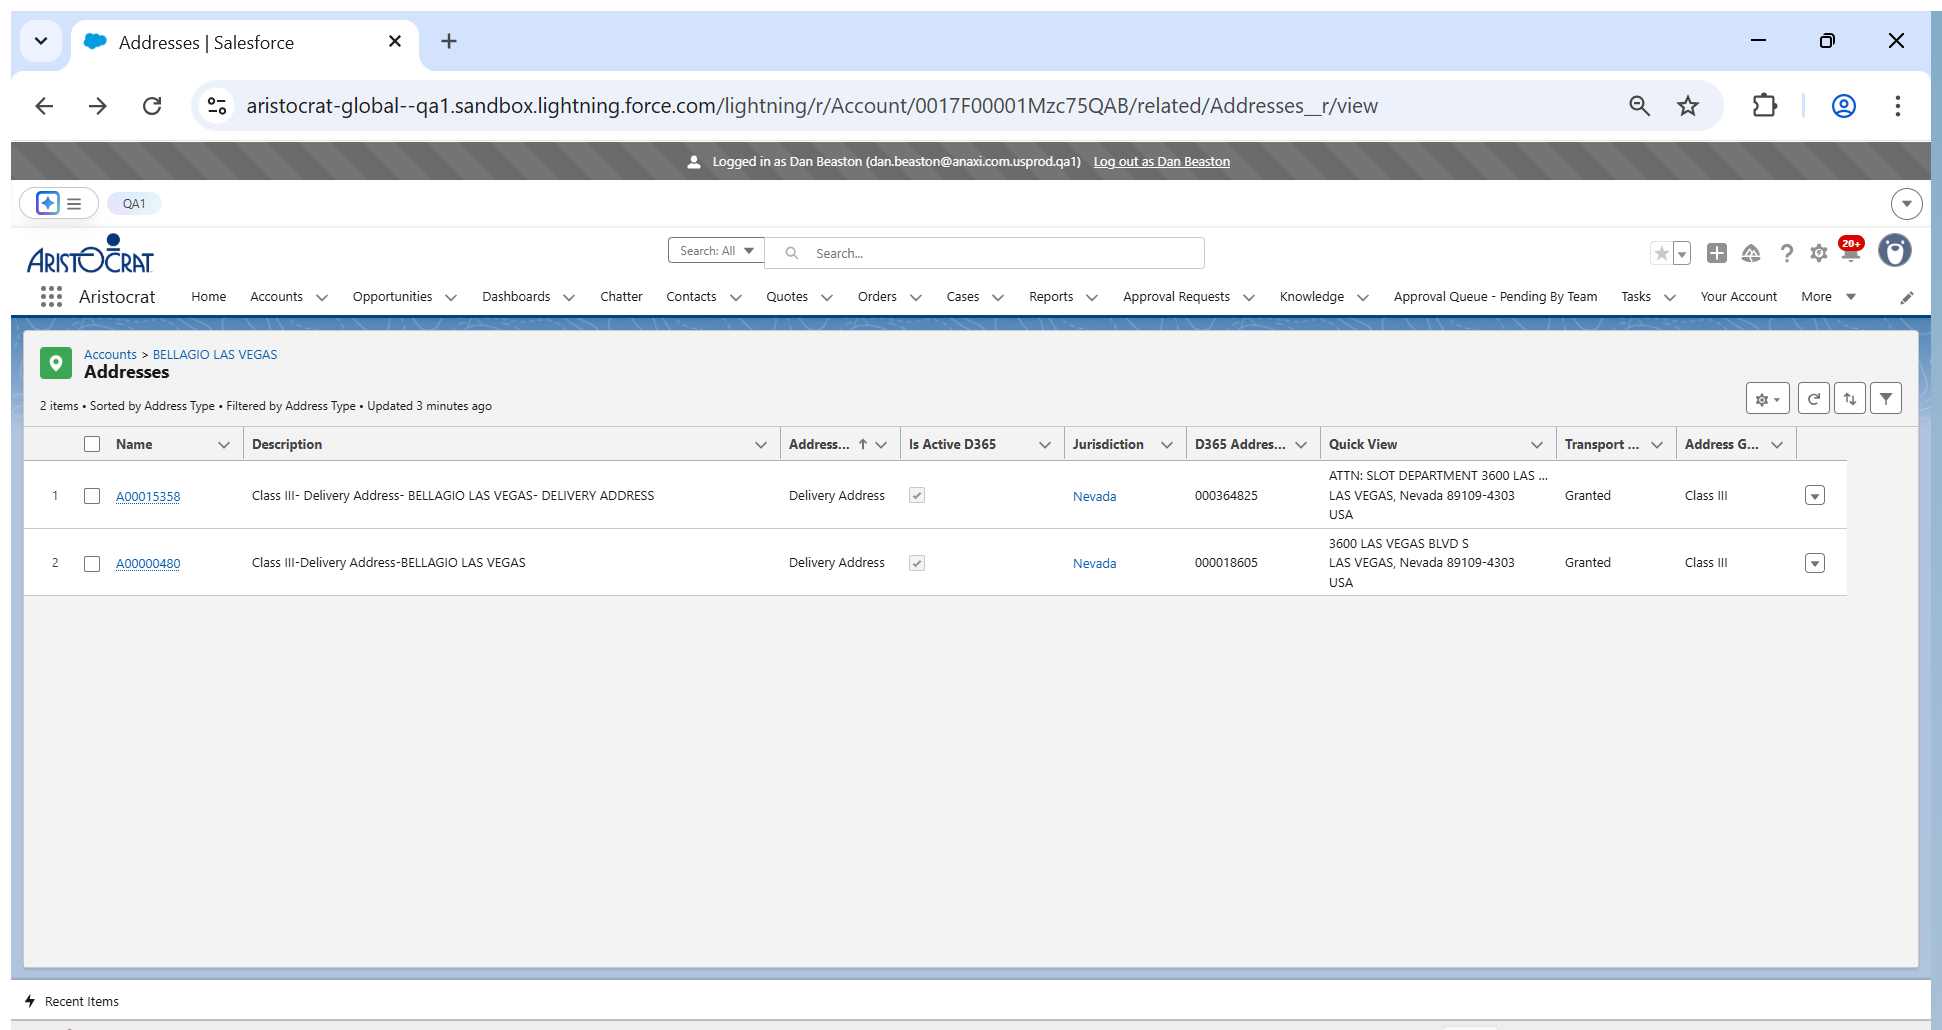 Addresses | Salesforce
aristocrat-global--qa1.sandbox.lightning.force.com/lightning/r/Account/0017F00001Mzc75QAB/related/Addresses__r/view
Logged in as Dan Beaston (dan.beaston@anaxi.com.usprod.qa1) Log out as Dan Beaston
QA1
ARISTOCRAT
Search: All
Search...
20+
Aristocrat Home Accounts Opportunities Dashboards Chatter Contacts Quotes Orders Cases Reports Approval Requests Knowledge Approval Queue - Pending By Team Tasks Your Account More
Accounts > BELLAGIO LAS VEGAS
Addresses
2 items • Sorted by Address Type • Filtered by Address Type • Updated 3 minutes ago
Name Description Address... Is Active D365 Jurisdiction D365 Addres... Quick View Transport ... Address G...
1 A00015358 Class III- Delivery Address- BELLAGIO LAS VEGAS- DELIVERY ADDRESS Delivery Address Nevada 000364825
ATTN: SLOT DEPARTMENT 3600 LAS ...
LAS VEGAS, Nevada 89109-4303
USA
Granted Class III
2 A00000480 Class III-Delivery Address-BELLAGIO LAS VEGAS Delivery Address Nevada 000018605
3600 LAS VEGAS BLVD S
LAS VEGAS, Nevada 89109-4303
USA
Granted Class III
Recent Items